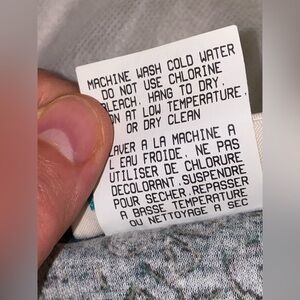 MACHINE WASH COLD WATER
DO NOT USE CHLORINE
BLEACH. HANG TO DRY.
ON AT LOW TEMPERATURE.
OR DRY CLEAN
LAVER A LA MACHINE A
L EAU FROIDE, NE PAS
UTILISER DE CHLORURE
DECOLORANT.SUSPENDRE
POUR SECHER.REPASSER
A BASSE TEMPERATURE
OU NETTOYAGE A SEC